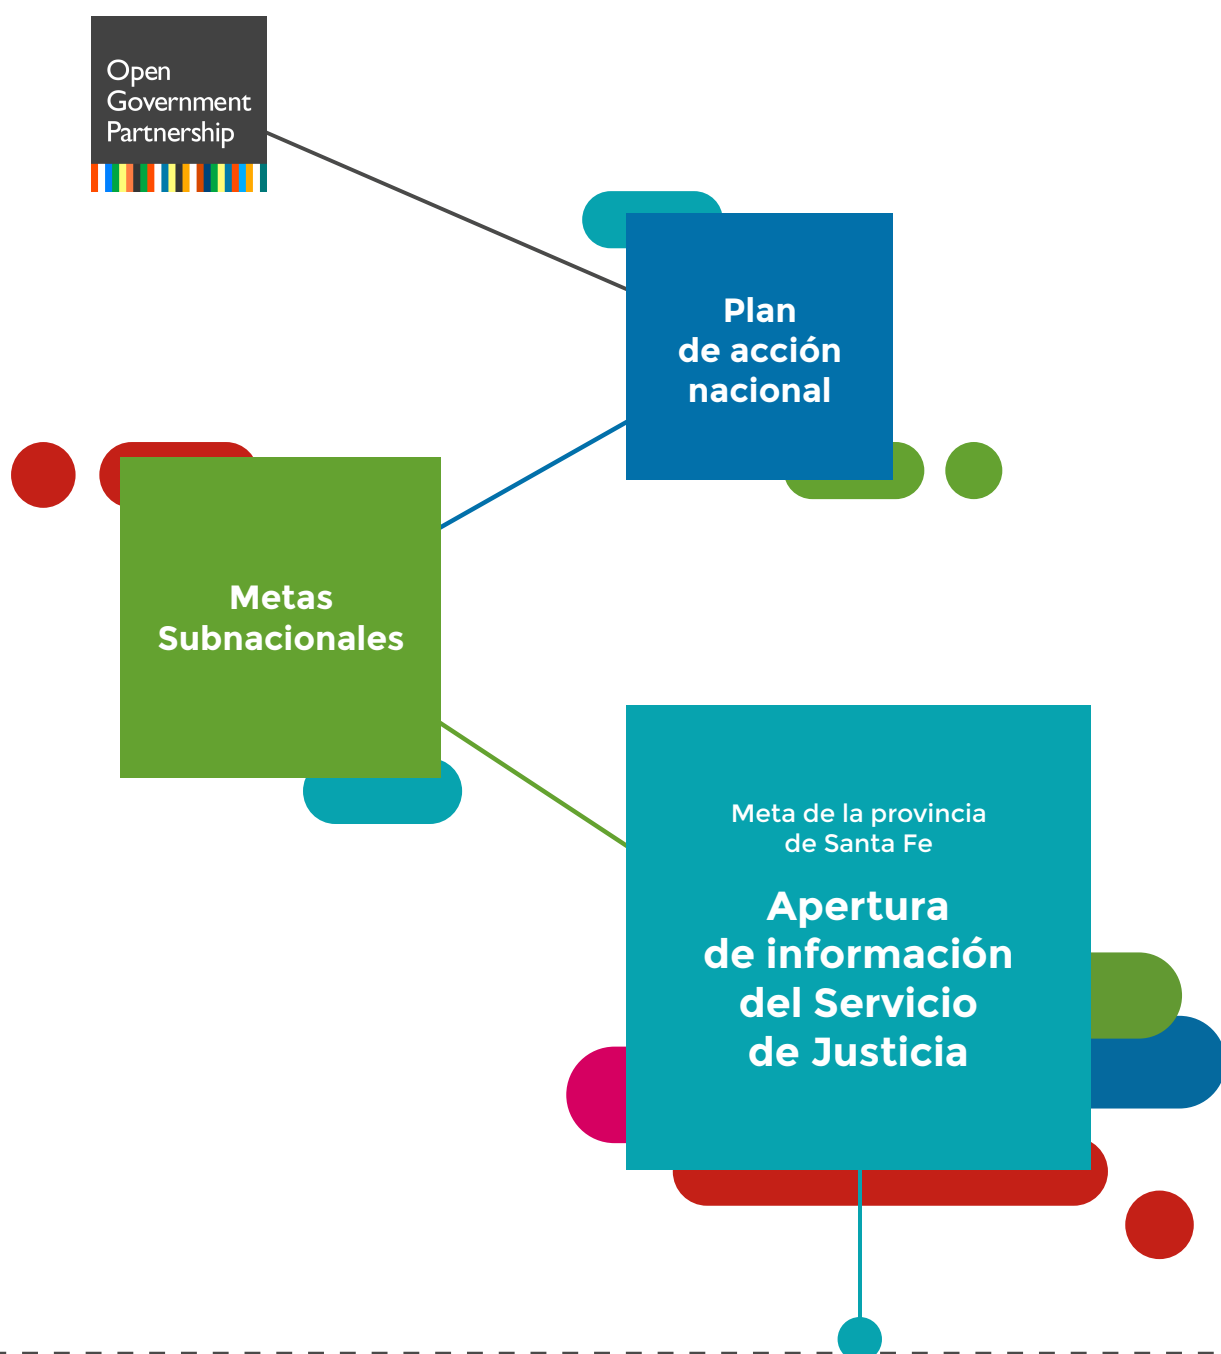 Open
Government
Partnership
Plan
de acción
nacional
Metas
Subnacionales
Meta de la provincia
de Santa Fe
Apertura
de información
del Servicio
de Justicia